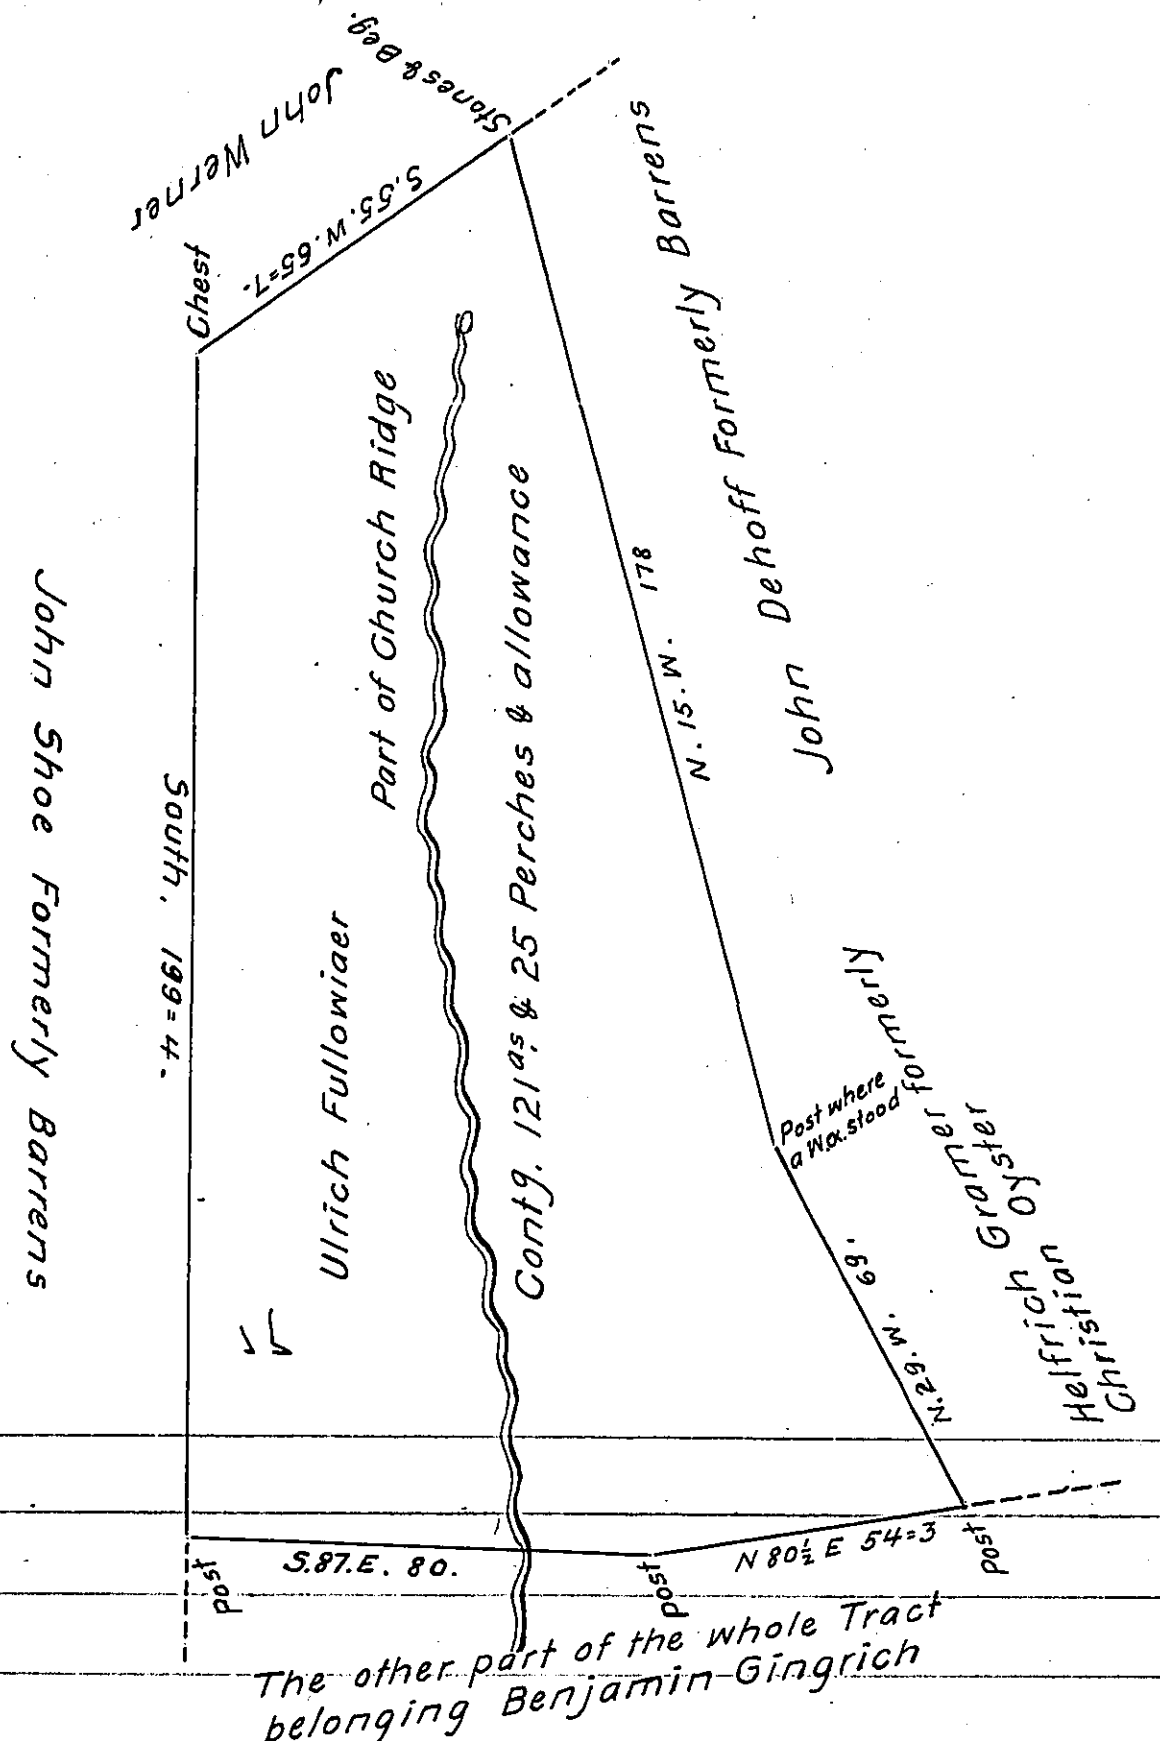 Stones & Beg.
John Werner
S.55.W.65=7.
Chest
John Dehoff Formerly Barrens
N.15.W. 178
Part of Church Ridge
Contg. 121as. & 25 Perches & allowance
Ulrich Fullowiaer
South. 199=4.
John Shoe Formerly Barrens
Post where
a W.o. stood
Helfrich Gramer formerly
Christian Oyster
N.29.W. 69.
post
S.87.E. 80.
post
N 80½ E 54=3
post
The other part of the whole Tract
belonging Benjamin Gingrich